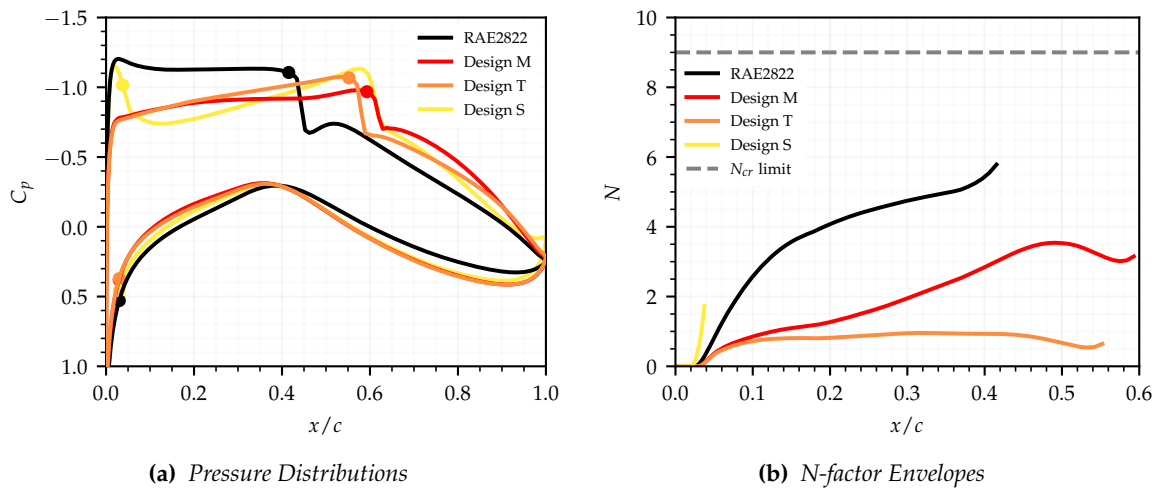 −1.5
−1.0
−0.5
0.0
0.5
1.0
C_p
0.0 0.2 0.4 0.6 0.8 1.0
x/c
RAE2822
Design M
Design T
Design S
(a) Pressure Distributions
10
8
6
4
2
0
N
0.0 0.1 0.2 0.3 0.4 0.5 0.6
x/c
RAE2822
Design M
Design T
Design S
N_cr limit
(b) N-factor Envelopes